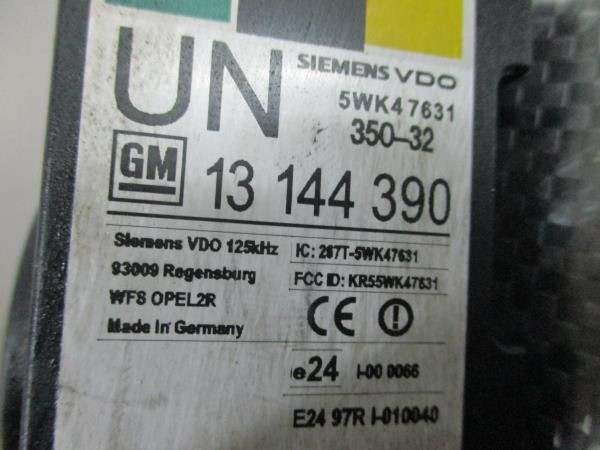 UN
SIEMENS VDO
5WK47631
350-32
GM
13 144 390
Siemens VDO 125kHz
93009 Regensburg
WFS OPEL2R
Made In Germany
IC: 267T-5WK47631
FCC ID: KR55WK47631
CE
e24 I-00 0066
E24 97R I-010040